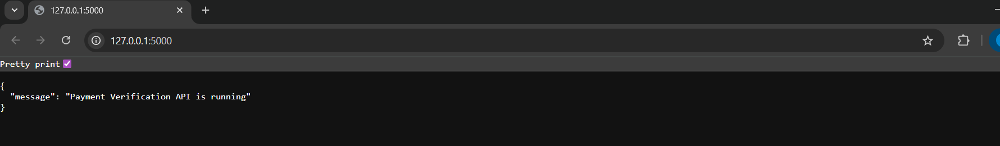 127.0.0.1:5000
127.0.0.1:5000
Pretty print
{
  "message": "Payment Verification API is running"
}